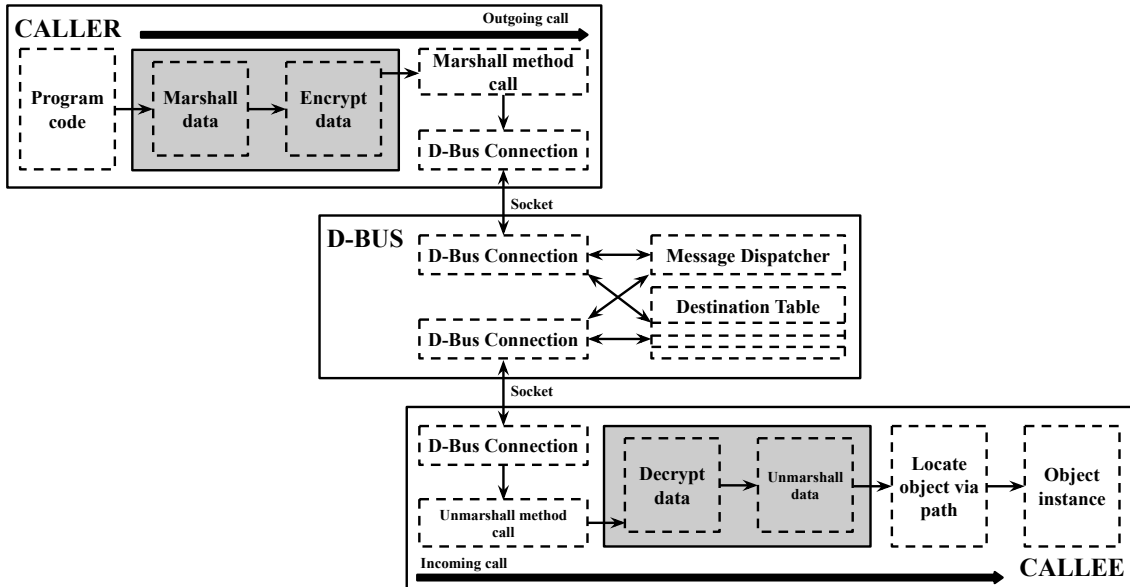 Outgoing call
CALLER
Program
code
Marshall
data
Encrypt
data
Marshall method
call
D-Bus Connection
Socket
D-BUS
D-Bus Connection
Message Dispatcher
Destination Table
D-Bus Connection
Socket
D-Bus Connection
Unmarshall method
call
Decrypt
data
Unmarshall
data
Locate
object via
path
Object
instance
Incoming call
CALLEE